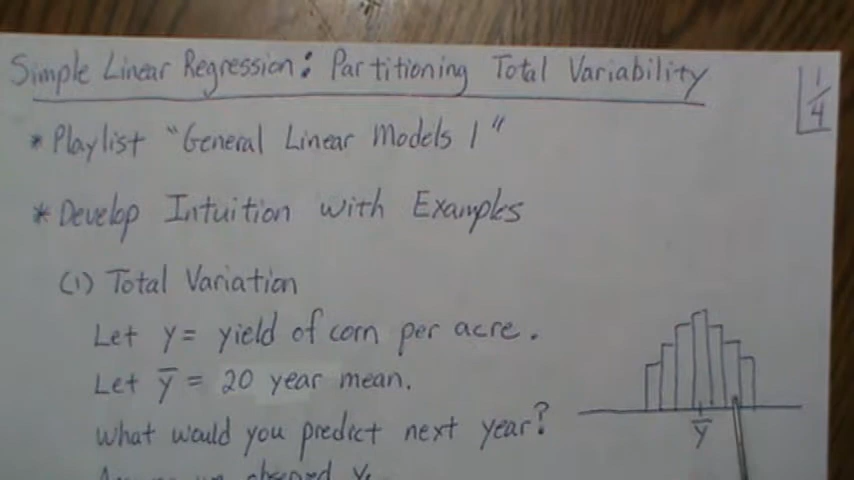 Simple Linear Regression: Partitioning Total Variability
1/4
* Playlist "General Linear Models 1"
* Develop Intuition with Examples
(1) Total Variation
Let y = yield of corn per acre.
Let y̅ = 20 year mean.
What would you predict next year?
y̅
observed